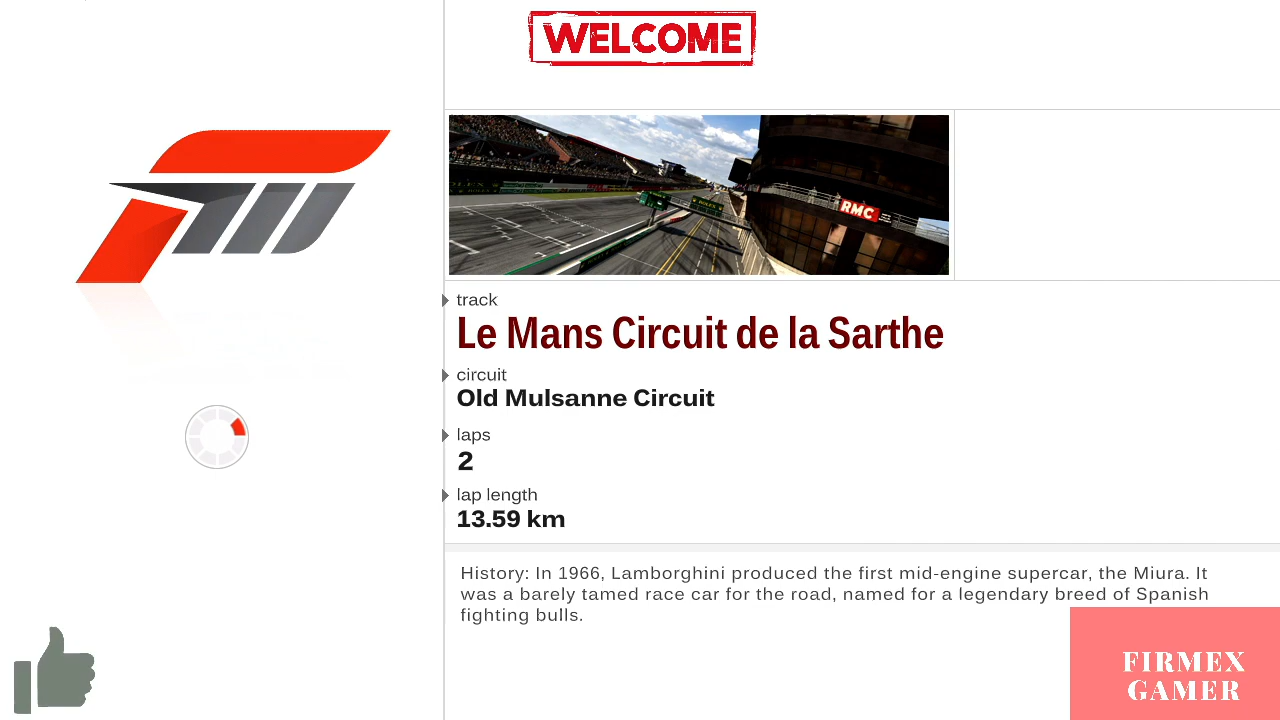 WELCOME
RMC
track
Le Mans Circuit de la Sarthe
circuit
Old Mulsanne Circuit
laps
2
lap length
13.59 km
History: In 1966, Lamborghini produced the first mid-engine supercar, the Miura. It
was a barely tamed race car for the road, named for a legendary breed of Spanish
fighting bulls.
FIRMEX
GAMER